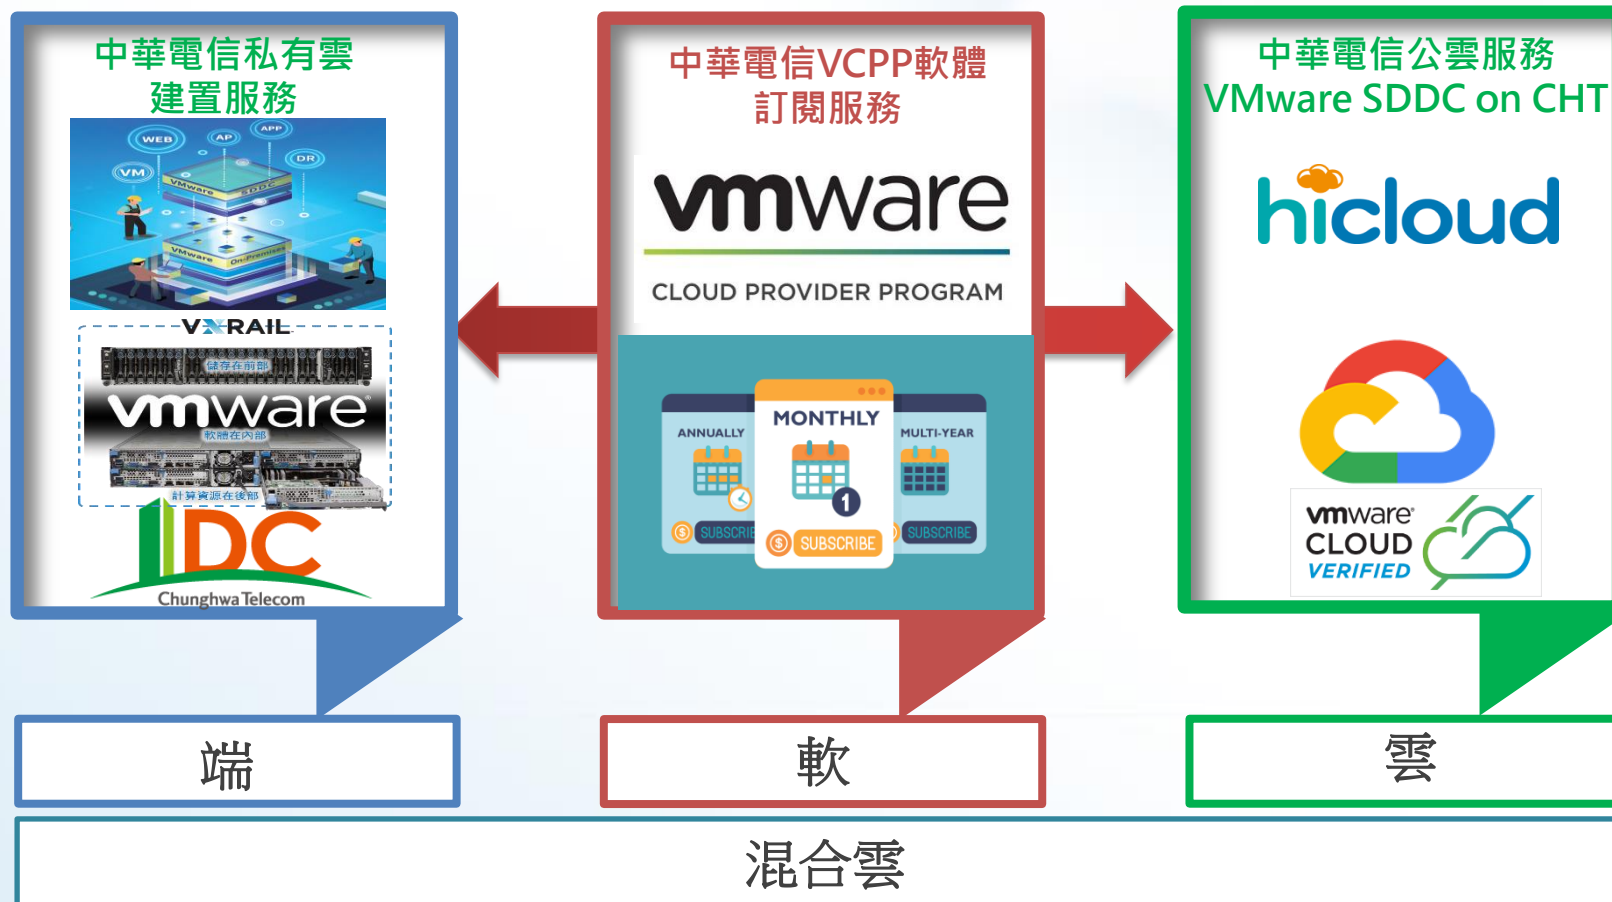 中華電信私有雲
建置服務
WEB
AP
APP
DR
VM
VMware SDDC
VMware On-Premises
VXRAIL
儲存在前部
vmware
軟體在內部
計算資源在後部
IDC
Chunghwa Telecom
中華電信VCPP軟體
訂閱服務
vmware
CLOUD PROVIDER PROGRAM
ANNUALLY
MONTHLY
MULTI-YEAR
1
$ SUBSCRIBE
$ SUBSCRIBE
SUBSCRIBE
中華電信公雲服務
VMware SDDC on CHT
hicloud
vmware
CLOUD
VERIFIED
端
軟
雲
混合雲